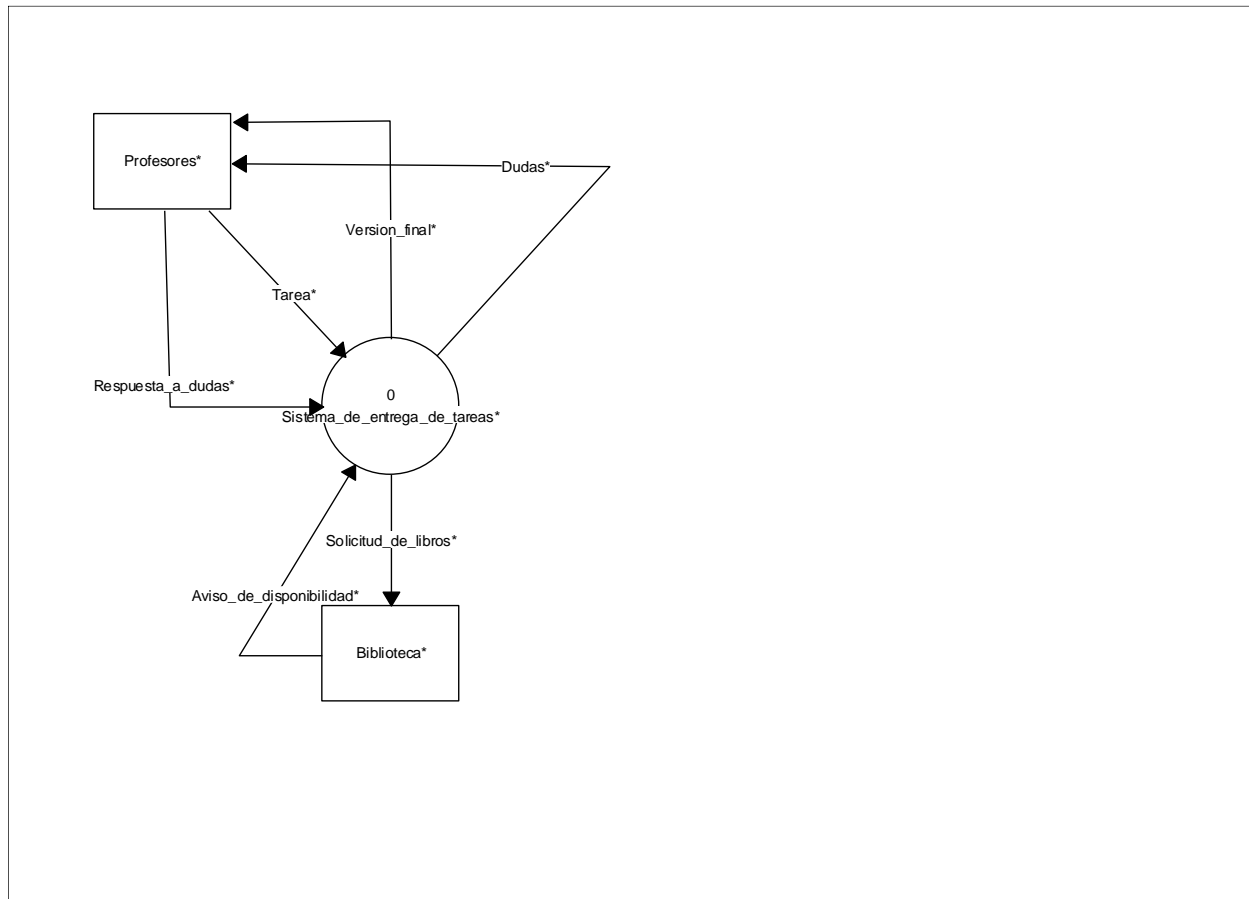 Profesores*
Dudas*
Version_final*
Tarea*
Respuesta_a_dudas*
0
Sistema_de_entrega_de_tareas*
Solicitud_de_libros*
Aviso_de_disponibilidad*
Biblioteca*